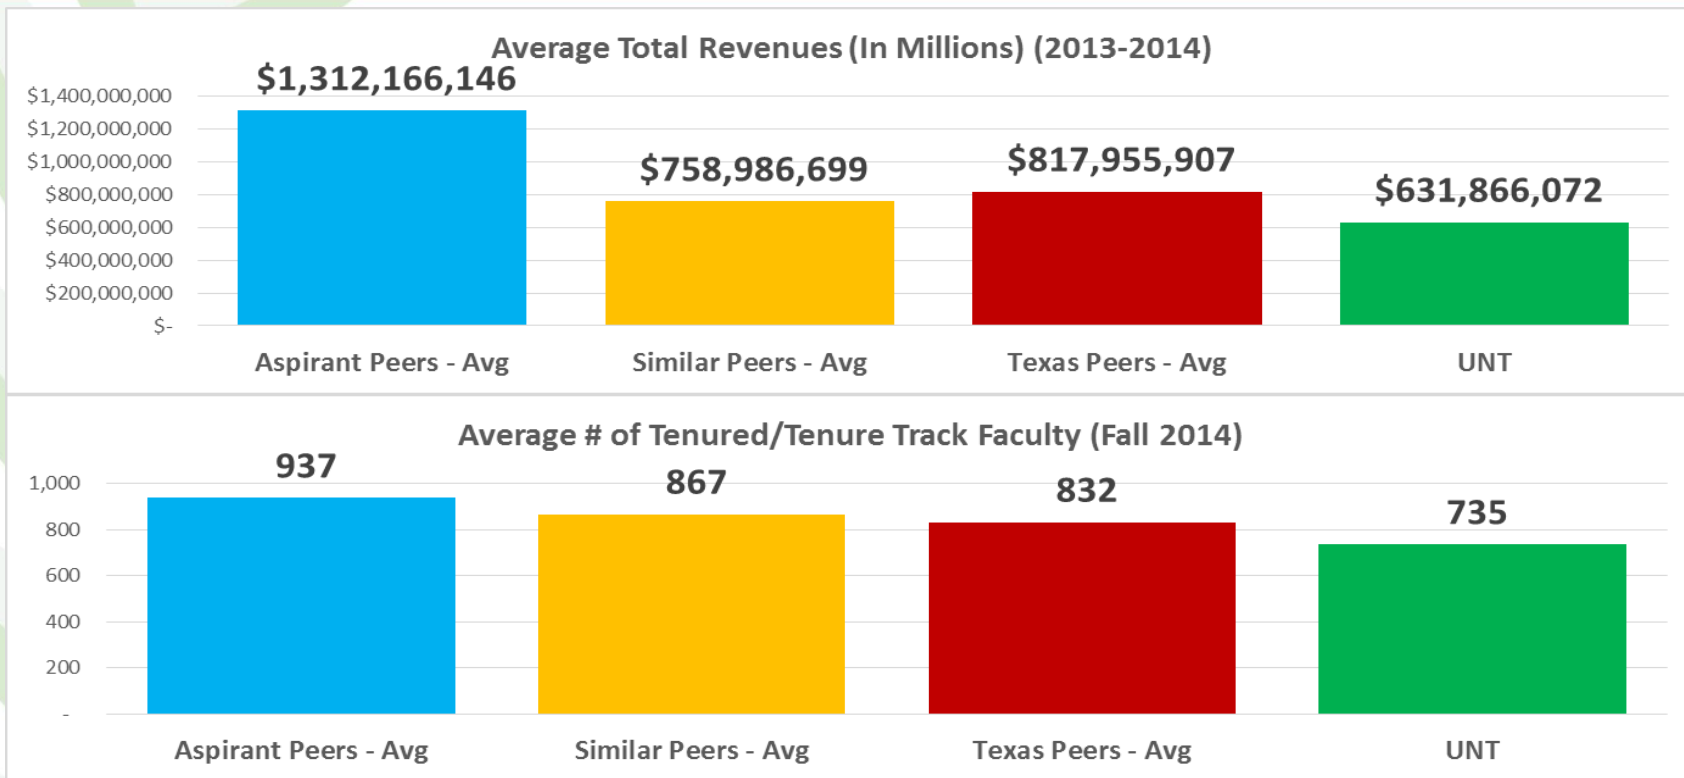 Average Total Revenues (In Millions) (2013-2014)
$1,312,166,146
$758,986,699
$817,955,907
$631,866,072
$1,400,000,000
$1,200,000,000
$1,000,000,000
$800,000,000
$600,000,000
$400,000,000
$200,000,000
$-
Aspirant Peers - Avg
Similar Peers - Avg
Texas Peers - Avg
UNT
Average # of Tenured/Tenure Track Faculty (Fall 2014)
937
867
832
735
1,000
800
600
400
200
-
Aspirant Peers - Avg
Similar Peers - Avg
Texas Peers - Avg
UNT